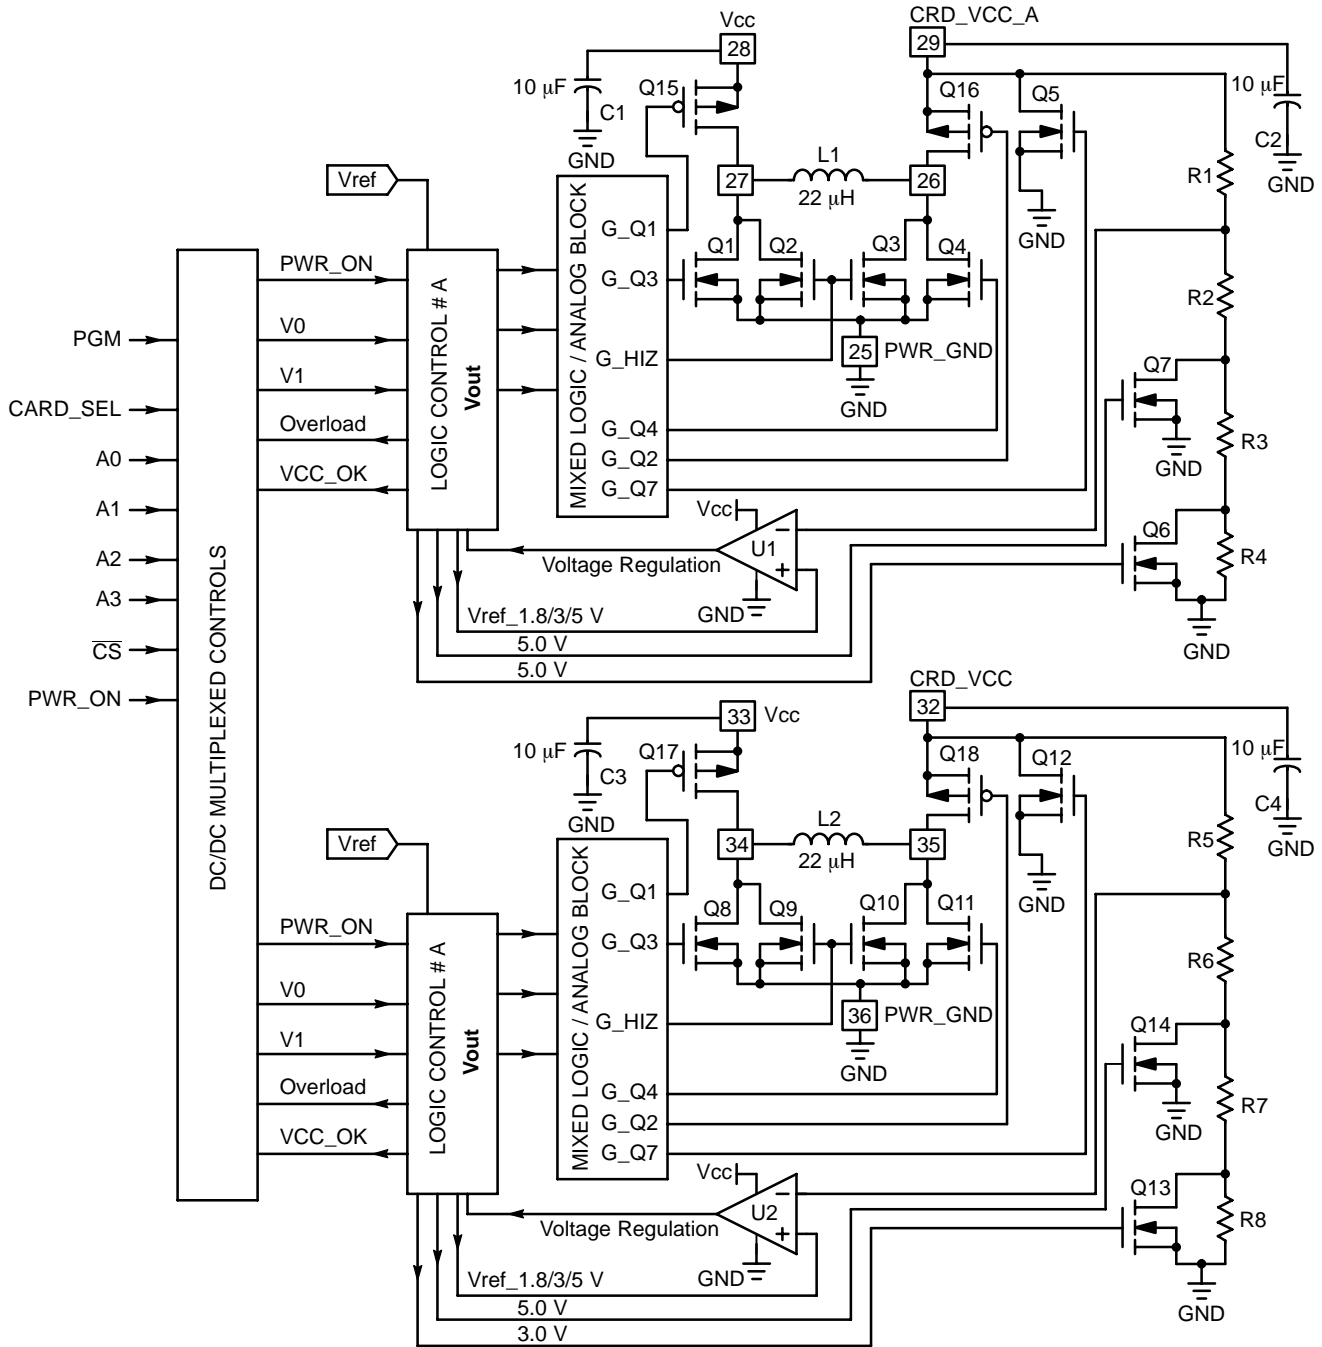 Vcc
CRD_VCC_A
28
29
10 μF
C1
GND
Q15
Q16
Q5
10 μF
C2
GND
Vref
27
L1
22 μH
26
GND
R1
MIXED LOGIC / ANALOG BLOCK
G_Q1
G_Q3
G_HIZ
G_Q4
G_Q2
G_Q7
Q1
Q2
Q3
Q4
25
PWR_GND
GND
R2
Q7
GND
R3
Q6
R4
GND
DC/DC MULTIPLEXED CONTROLS
PGM
CARD_SEL
A0
A1
A2
A3
CS
PWR_ON
PWR_ON
V0
V1
Overload
VCC_OK
LOGIC CONTROL # A
Vout
Vcc
U1
−
+
GND
Voltage Regulation
Vref_1.8/3/5 V
5.0 V
5.0 V
CRD_VCC
33
Vcc
32
10 μF
C3
GND
Q17
Q18
Q12
10 μF
C4
GND
Vref
34
L2
22 μH
35
GND
R5
MIXED LOGIC / ANALOG BLOCK
G_Q1
G_Q3
G_HIZ
G_Q4
G_Q2
G_Q7
Q8
Q9
Q10
Q11
36
PWR_GND
GND
R6
Q14
GND
R7
Q13
R8
GND
PWR_ON
V0
V1
Overload
VCC_OK
LOGIC CONTROL # A
Vout
Vcc
U2
−
+
GND
Voltage Regulation
Vref_1.8/3/5 V
5.0 V
3.0 V